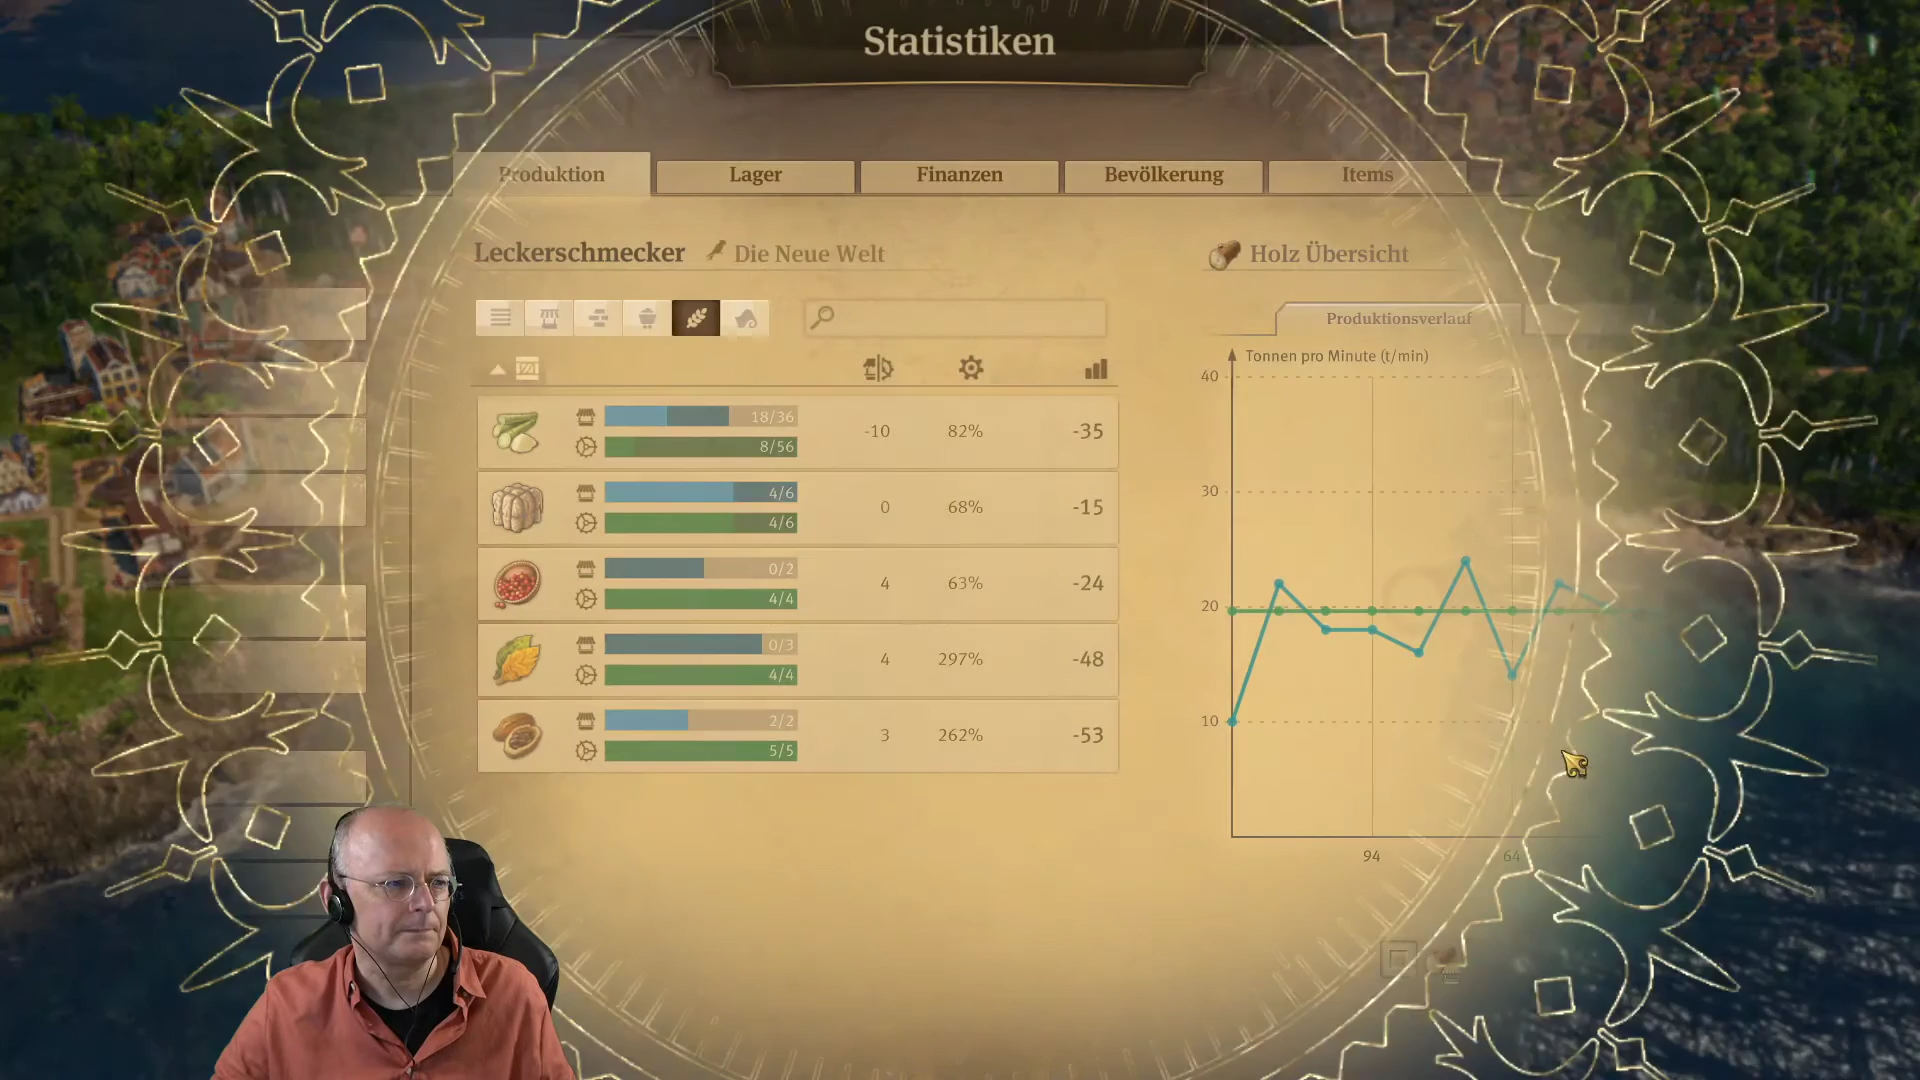 Statistiken
Produktion
Lager
Finanzen
Bevölkerung
Items
Leckerschmecker
Die Neue Welt
Holz Übersicht
Produktionsverlauf
Tonnen pro Minute (t/min)
40
30
20
10
94
64
18/36
8/56
-10
82%
-35
4/6
4/6
0
68%
-15
0/2
4/4
4
63%
-24
0/3
4/4
4
297%
-48
2/2
5/5
3
262%
-53